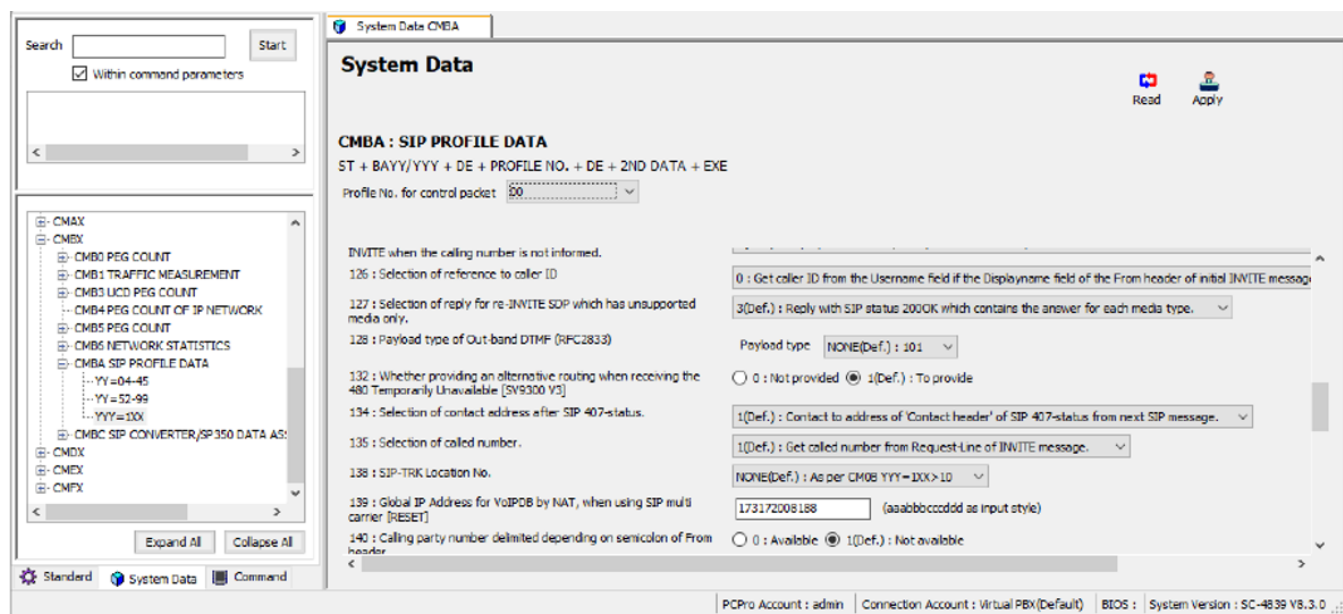 System Data CMBA
Search
Start
Within command parameters
System Data
Read
Apply
CMBA : SIP PROFILE DATA
ST + BAYY/YYY + DE + PROFILE NO. + DE + 2ND DATA + EXE
Profile No. for control packet 00
CMAX
CMBX
CMB0 PEG COUNT
CMB1 TRAFFIC MEASUREMENT
CMB3 UCD PEG COUNT
CMB4 PEG COUNT OF IP NETWORK
CMB5 PEG COUNT
CMB6 NETWORK STATISTICS
CMBA SIP PROFILE DATA
YY=04-45
YY=52-99
YYY=1XX
CMBC SIP CONVERTER/SP350 DATA AS
CMDX
CMEX
CMFX
Expand All
Collapse All
Standard
System Data
Command
INVITE when the calling number is not informed.
126 : Selection of reference to caller ID
0 : Get caller ID from the Username field if the Displayname field of the From header of initial INVITE messag
127 : Selection of reply for re-INVITE SDP which has unsupported
media only.
3(Def.) : Reply with SIP status 200OK which contains the answer for each media type.
128 : Payload type of Out-band DTMF (RFC2833)
Payload type NONE(Def.) : 101
132 : Whether providing an alternative routing when receiving the
480 Temporarily Unavailable [SV9300 V3]
0 : Not provided 1(Def.) : To provide
134 : Selection of contact address after SIP 407-status.
1(Def.) : Contact to address of 'Contact header' of SIP 407-status from next SIP message.
135 : Selection of called number.
1(Def.) : Get called number from Request-Line of INVITE message.
138 : SIP-TRK Location No.
NONE(Def.) : As per CM0B YYY=1XX>10
139 : Global IP Address for VoIPDB by NAT, when using SIP multi
carrier [RESET]
173172008188 (aaabbbcccddd as input style)
140 : Calling party number delimited depending on semicolon of From
header
0 : Available 1(Def.) : Not available
PCPro Account : admin
Connection Account : Virtual PBX(Default)
BIOS :
System Version : SC-4839 V8.3.0